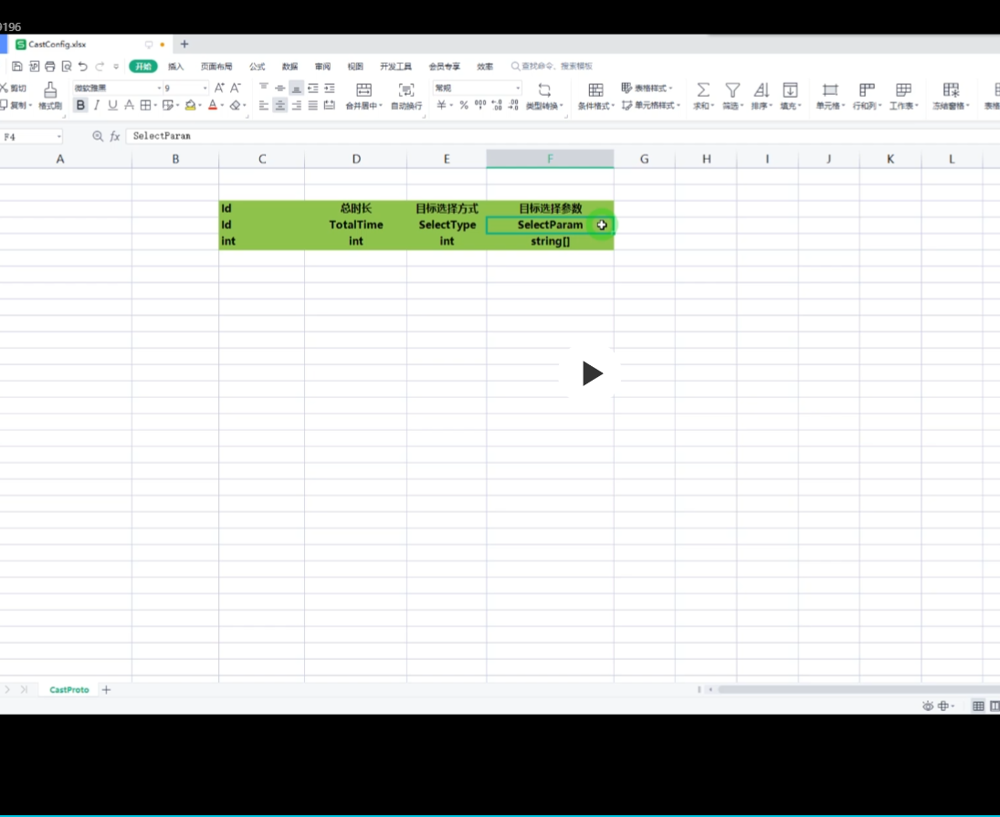 9196
CastConfig.xlsx
开始 插入 页面布局 公式 数据 审阅 视图 开发工具 会员专享 效率 查找命令、搜索模板
剪切 微软雅黑 9 A⁺ A⁻ 常规 表格样式
复制 格式刷 B I U A A 合并居中 自动换行 ¥ % 类型转换 条件格式 单元格样式 求和 筛选 排序 填充 单元格 行和列 工作表 冻结窗格
F4 fx SelectParam
A B C D E F G H I J K L
Id 总时长 目标选择方式 目标选择参数
Id TotalTime SelectType SelectParam
int int int string[]
CastProto